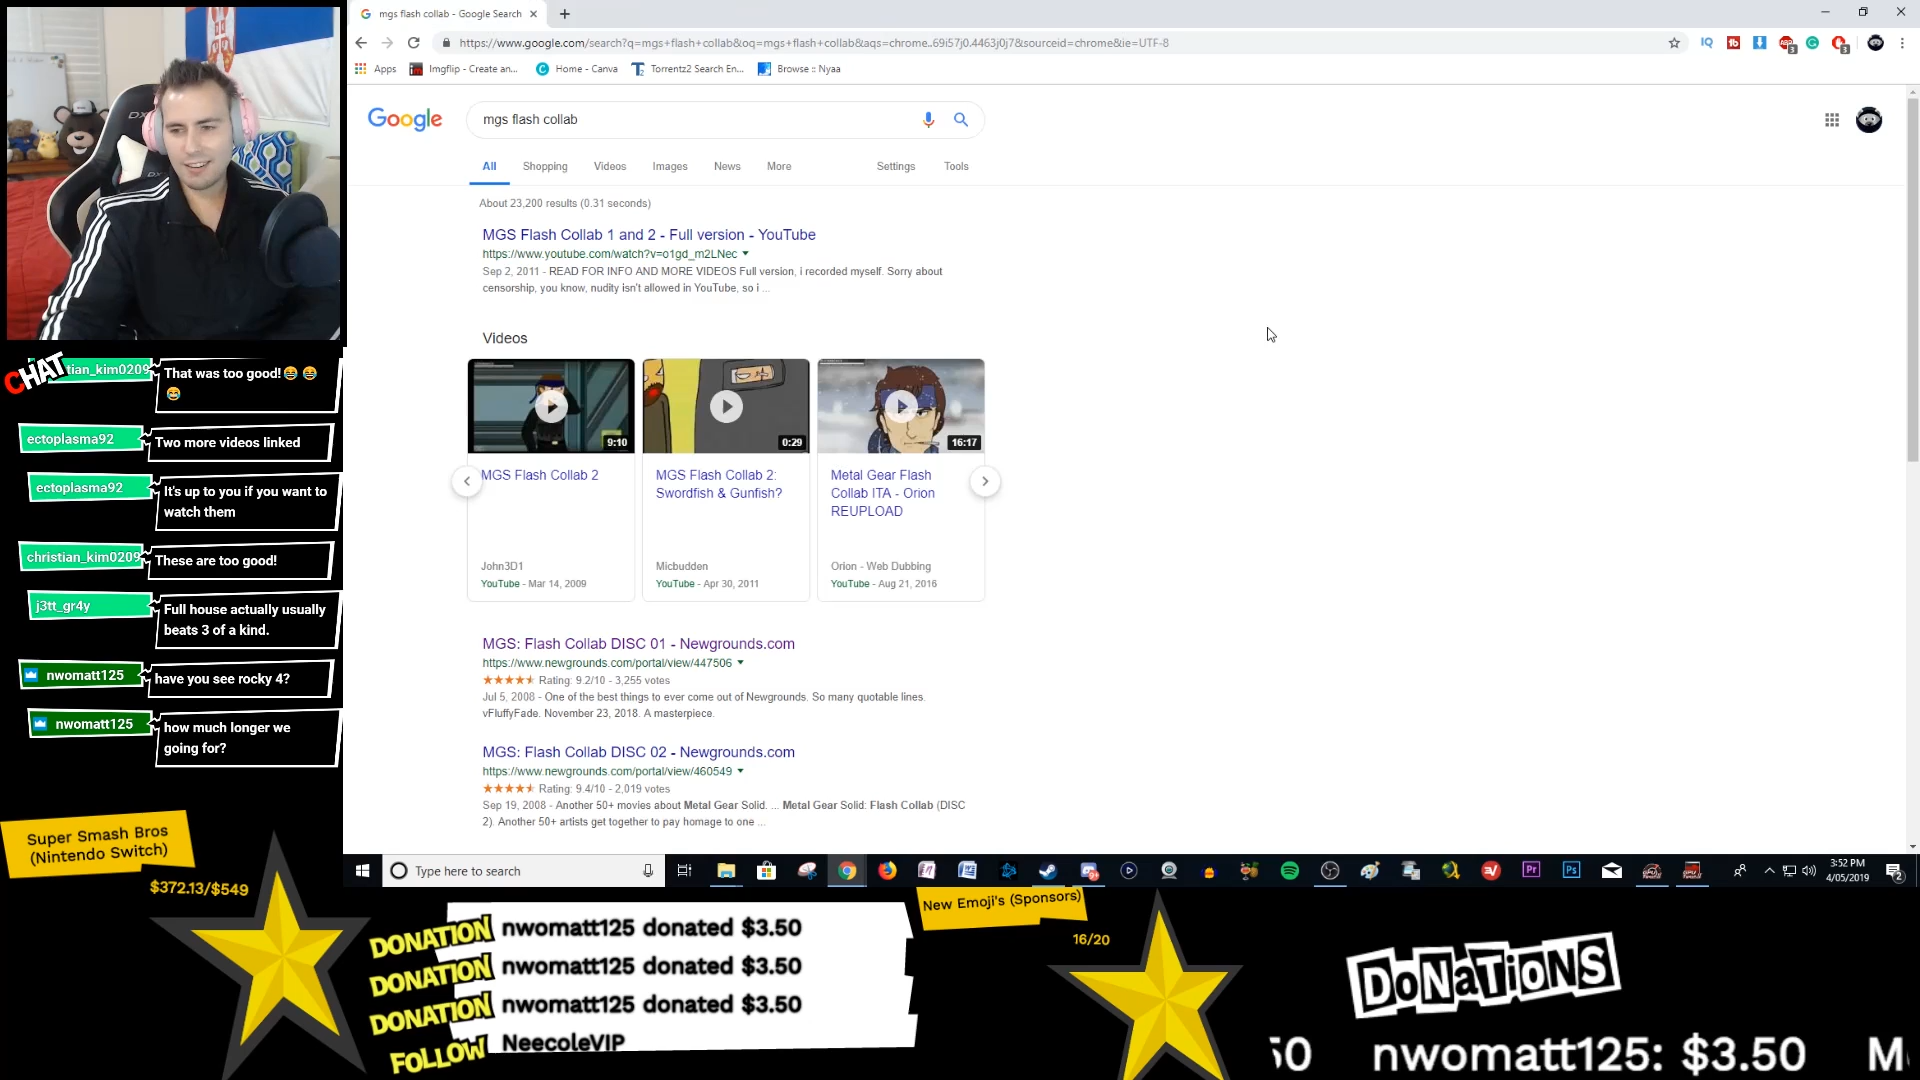 mgs flash collab - Google Search
https://www.google.com/search?q=mgs+flash+collab&oq=mgs+flash+collab&aqs=chrome..69i57j0.4463j0j7&sourceid=chrome&ie=UTF-8
Apps
Imgflip - Create an...
Home - Canva
Torrentz2 Search En...
Browse :: Nyaa
Google
mgs flash collab
All
Shopping
Videos
Images
News
More
Settings
Tools
About 23,200 results (0.31 seconds)
MGS Flash Collab 1 and 2 - Full version - YouTube
https://www.youtube.com/watch?v=o1gd_m2LNec
Sep 2, 2011 - READ FOR INFO AND MORE VIDEOS Full version, i recorded myself. Sorry about
censorship, you know, nudity isn't allowed in YouTube, so i ...
Videos
9:10
0:29
16:17
MGS Flash Collab 2
John3D1
YouTube - Mar 14, 2009
MGS Flash Collab 2:
Swordfish & Gunfish?
Micbudden
YouTube - Apr 30, 2011
Metal Gear Flash
Collab ITA - Orion
REUPLOAD
Orion - Web Dubbing
YouTube - Aug 21, 2016
MGS: Flash Collab DISC 01 - Newgrounds.com
https://www.newgrounds.com/portal/view/447506
Rating: 9.2/10 - 3,255 votes
Jul 5, 2008 - One of the best things to ever come out of Newgrounds. So many quotable lines.
vFluffyFade. November 23, 2018. A masterpiece.
MGS: Flash Collab DISC 02 - Newgrounds.com
https://www.newgrounds.com/portal/view/460549
Rating: 9.4/10 - 2,019 votes
Sep 19, 2008 - Another 50+ movies about Metal Gear Solid. ... Metal Gear Solid: Flash Collab (DISC
2). Another 50+ artists get together to pay homage to one ...
Type here to search
3:52 PM
4/05/2019
2
CHAT
tian_kim0209
That was too good!😂 😂
😂
ectoplasma92
Two more videos linked
ectoplasma92
It's up to you if you want to
watch them
christian_kim0209
These are too good!
j3tt_gr4y
Full house actually usually
beats 3 of a kind.
nwomatt125
have you see rocky 4?
nwomatt125
how much longer we
going for?
Super Smash Bros
(Nintendo Switch)
$372.13/$549
DONATION nwomatt125 donated $3.50
DONATION nwomatt125 donated $3.50
DONATION nwomatt125 donated $3.50
FOLLOW NeecoleVIP
New Emoji's (Sponsors)
16/20
DONATIONS
50 nwomatt125: $3.50 M